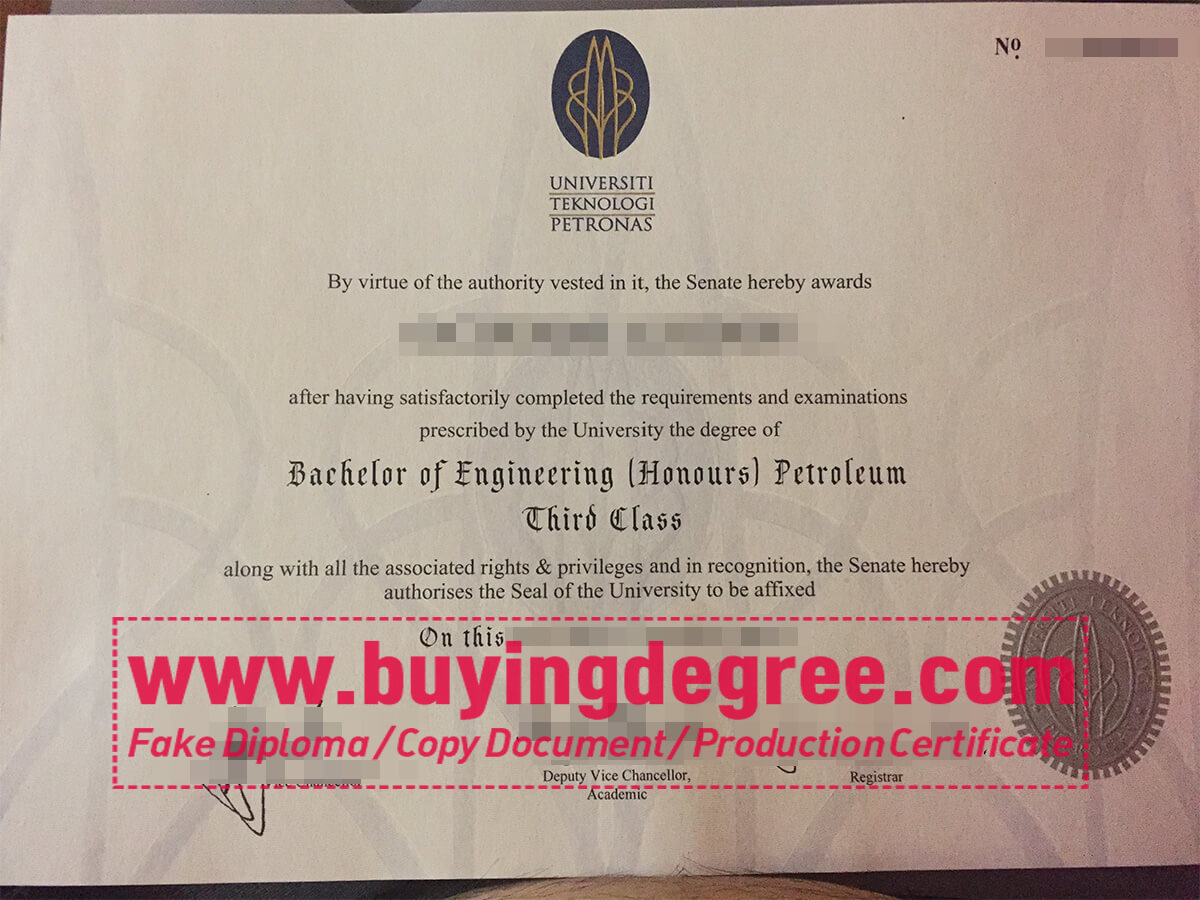 Nº
UNIVERSITI
TEKNOLOGI
PETRONAS
By virtue of the authority vested in it, the Senate hereby awards
after having satisfactorily completed the requirements and examinations
prescribed by the University the degree of
Bachelor of Engineering (Honours) Petroleum
Third Class
along with all the associated rights & privileges and in recognition, the Senate hereby
authorises the Seal of the University to be affixed
On this
www.buyingdegree.com
Fake Diploma/Copy Document/Production Certificate
Vice Chancellor
Deputy Vice Chancellor,
Academic
Registrar
TEKNOLOGI